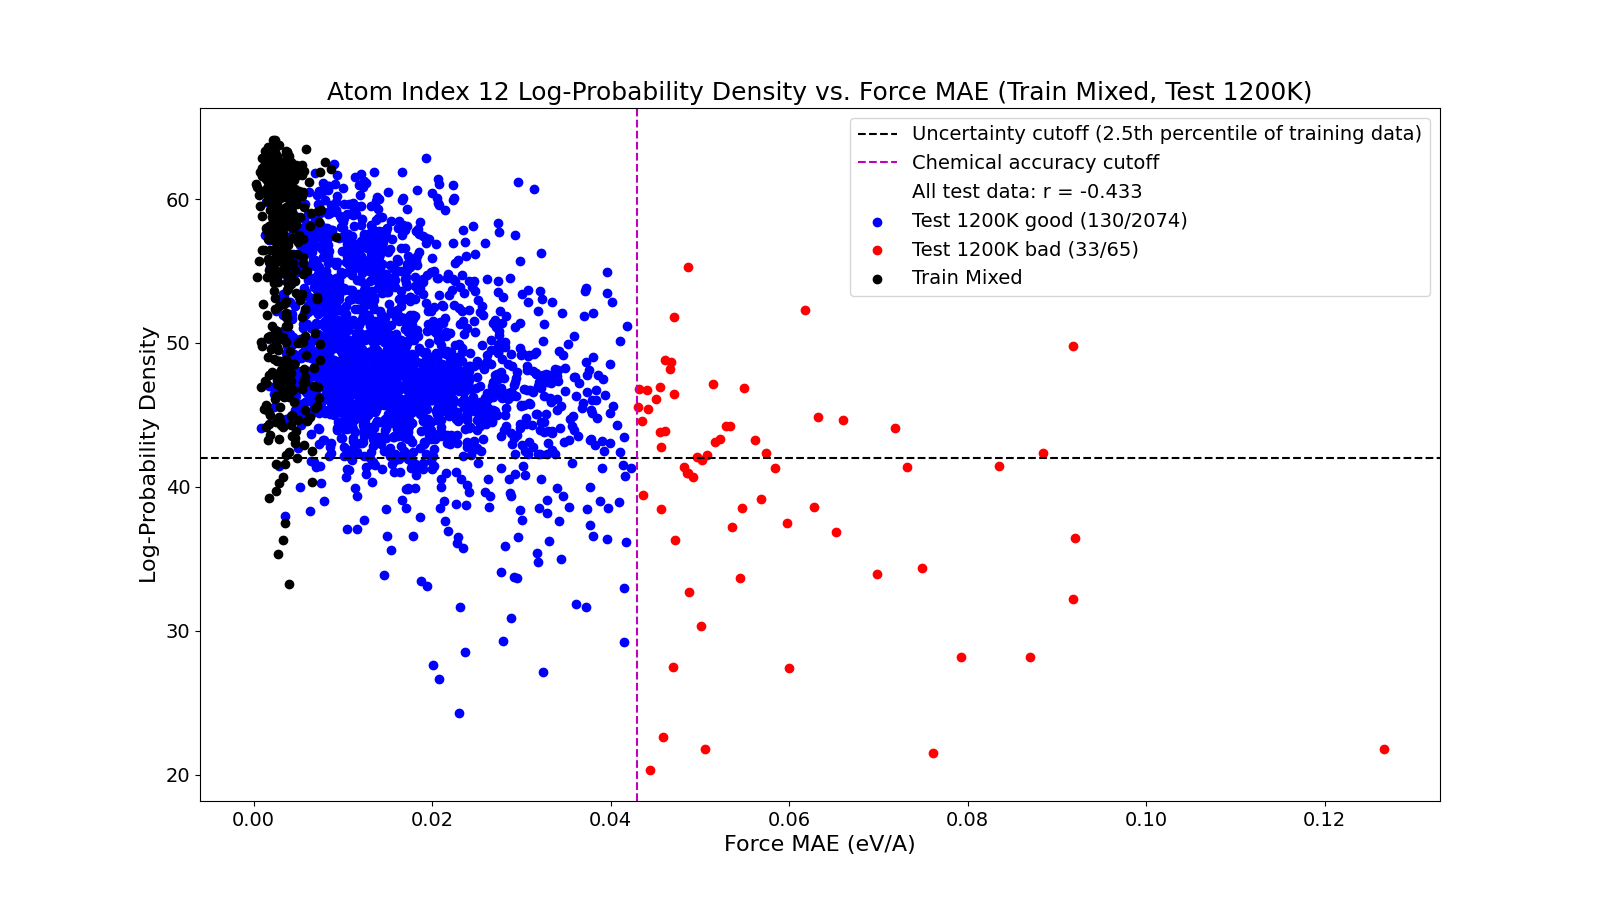 Atom Index 12 Log-Probability Density vs. Force MAE (Train Mixed, Test 1200K)
Uncertainty cutoff (2.5th percentile of training data)
Chemical accuracy cutoff
All test data: r = -0.433
Test 1200K good (130/2074)
Test 1200K bad (33/65)
Train Mixed
Log-Probability Density
60
50
40
30
20
0.00 0.02 0.04 0.06 0.08 0.10 0.12
Force MAE (eV/A)